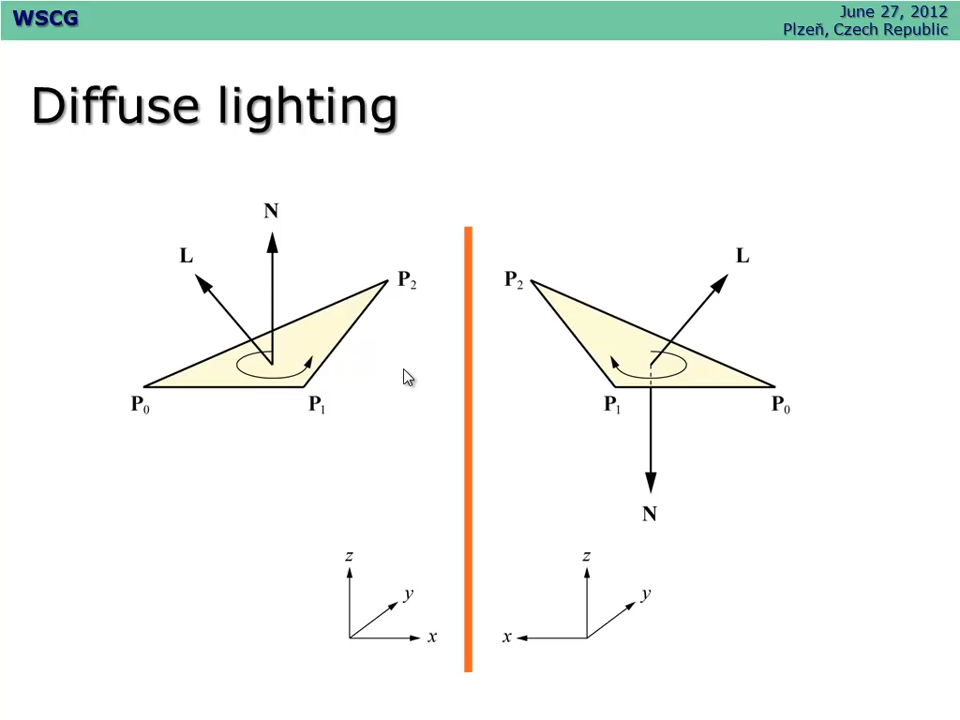 WSCG
June 27, 2012
Plzeň, Czech Republic
Diffuse lighting
N
L
P₂
P₀
P₁
z
y
x
P₂
L
P₁
P₀
N
z
y
x